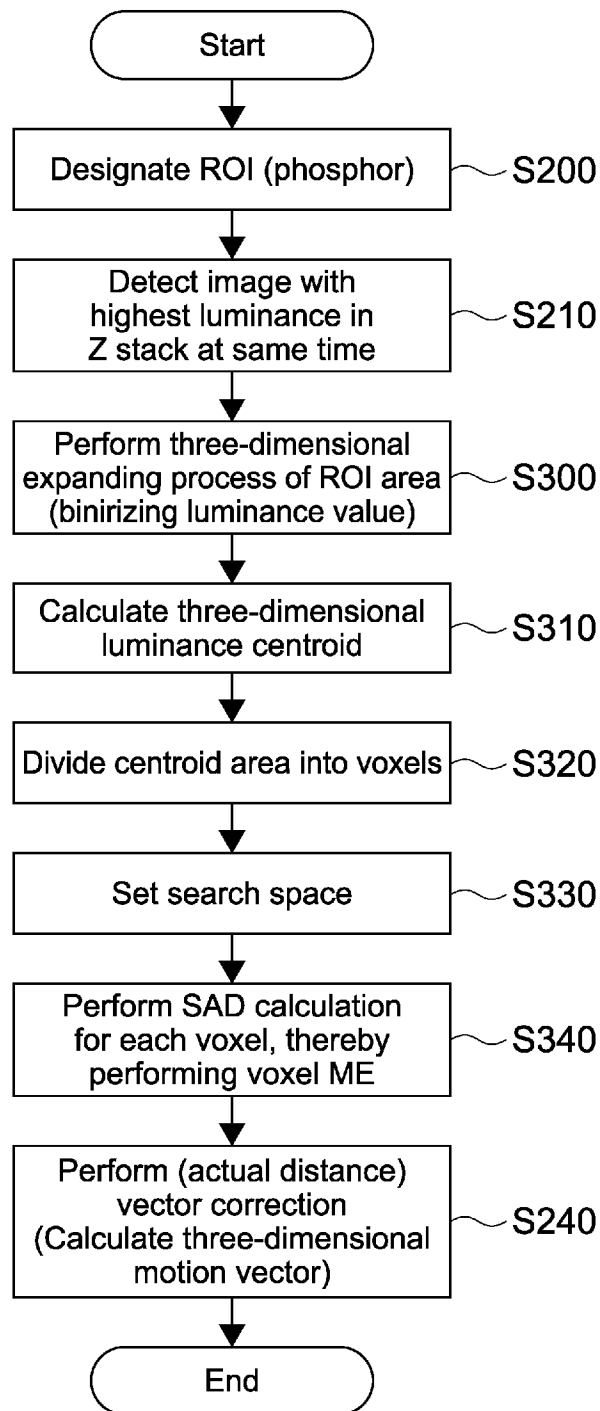 Start
Designate ROI (phosphor)
S200
Detect image with
highest luminance in
Z stack at same time
S210
Perform three-dimensional
expanding process of ROI area
(binirizing luminance value)
S300
Calculate three-dimensional
luminance centroid
S310
Divide centroid area into voxels
S320
Set search space
S330
Perform SAD calculation
for each voxel, thereby
performing voxel ME
S340
Perform (actual distance)
vector correction
(Calculate three-dimensional
motion vector)
S240
End